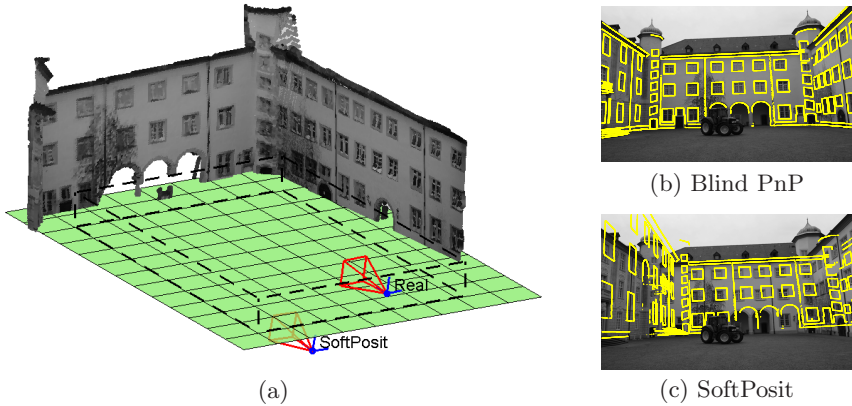 Real
SoftPosit
(a)
(b) Blind PnP
(c) SoftPosit